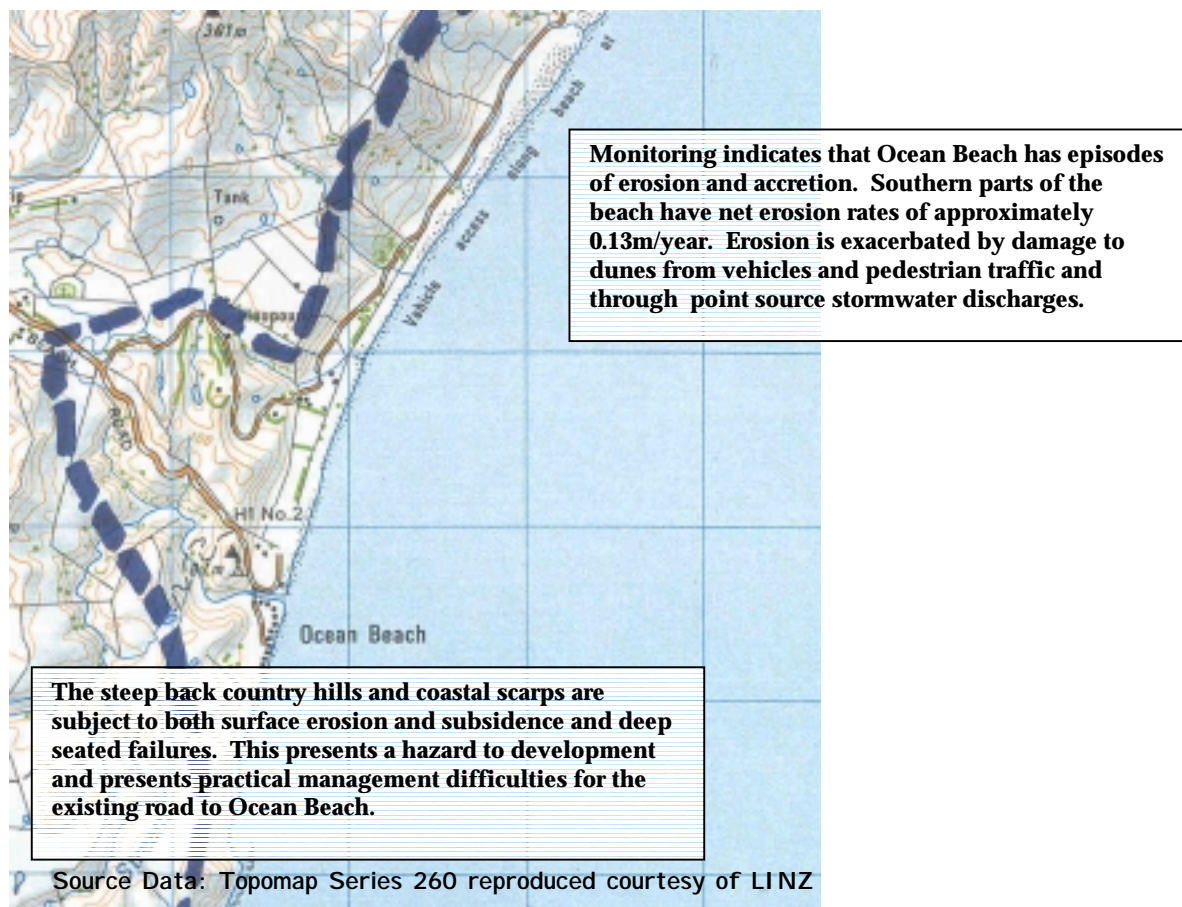 361m
Tank
Vehicle access along beach at
Monitoring indicates that Ocean Beach has episodes
of erosion and accretion. Southern parts of the
beach have net erosion rates of approximately
0.13m/year. Erosion is exacerbated by damage to
dunes from vehicles and pedestrian traffic and
through point source stormwater discharges.
ROAD
H1 No.2
Ocean Beach
The steep back country hills and coastal scarps are
subject to both surface erosion and subsidence and deep
seated failures. This presents a hazard to development
and presents practical management difficulties for the
existing road to Ocean Beach.
Source Data: Topomap Series 260 reproduced courtesy of LINZ